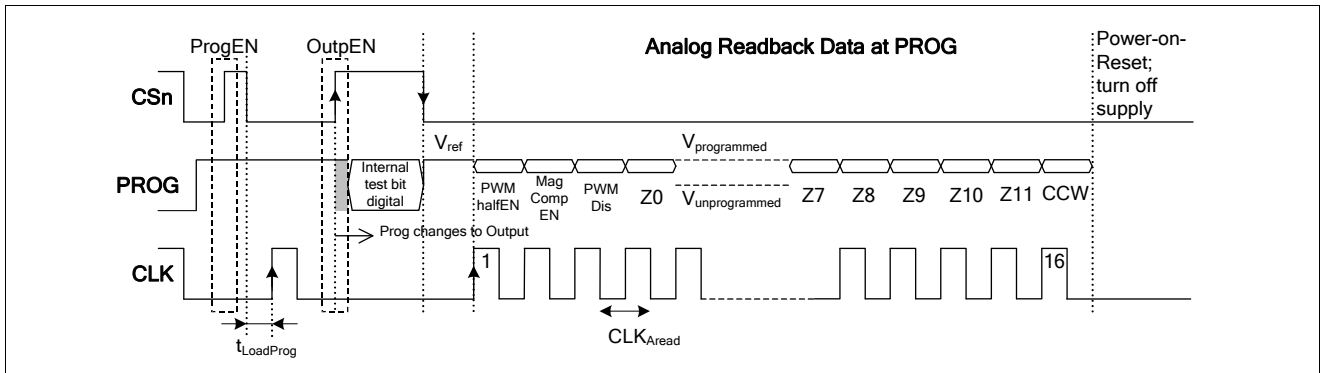 ProgEN
OutpEN
Analog Readback Data at PROG
Power-on-
Reset;
turn off
supply
CSn
Vref
Vprogrammed
PROG
Internal
test bit
digital
PWM
halfEN
Mag
Comp
EN
PWM
Dis
Z0
Vunprogrammed
Z7
Z8
Z9
Z10
Z11
CCW
Prog changes to Output
CLK
1
16
tLoadProg
CLKAread